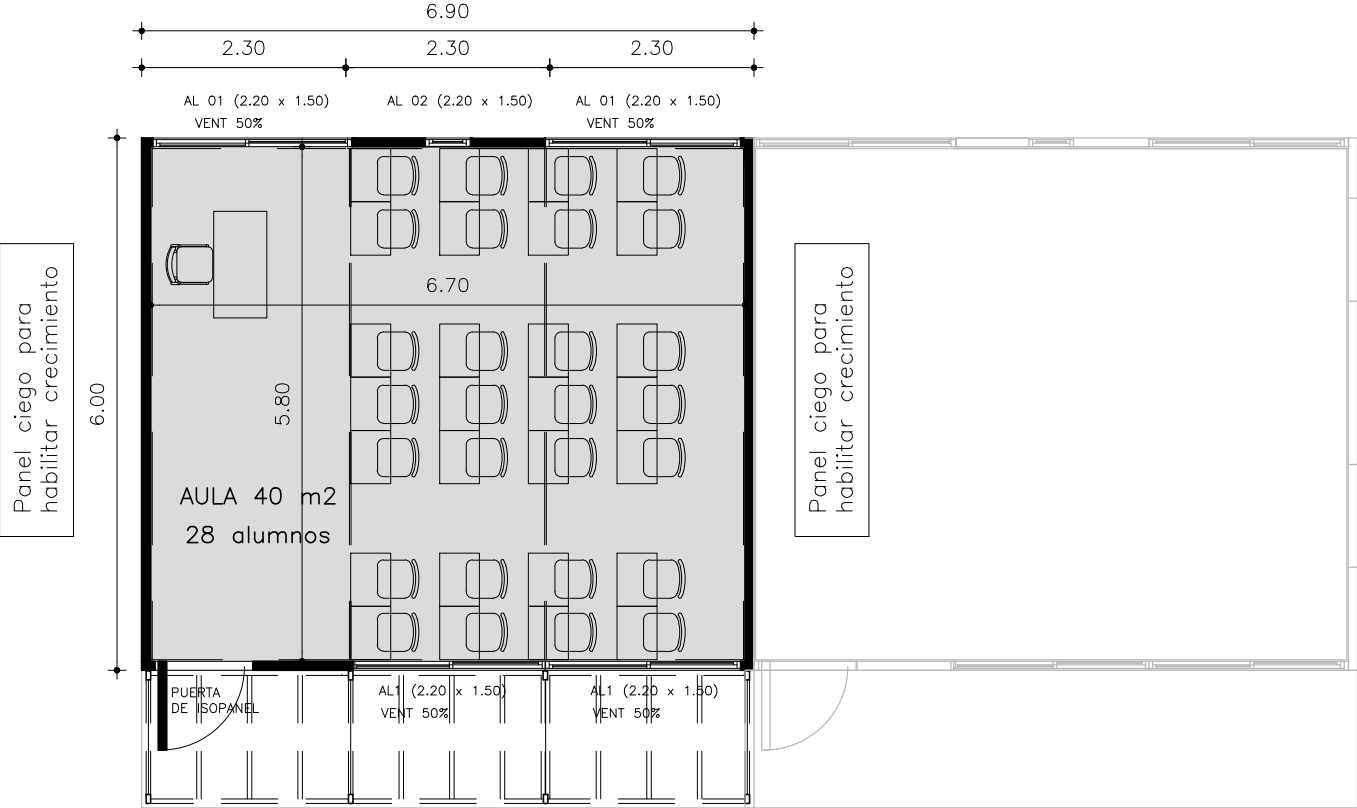 6.90
2.30
2.30
2.30
AL 01 (2.20 x 1.50)
VENT 50%
AL 02 (2.20 x 1.50)
AL 01 (2.20 x 1.50)
VENT 50%
Panel ciego para
habilitar crecimiento
6.00
6.70
5.80
AULA 40 m2
28 alumnos
Panel ciego para
habilitar crecimiento
PUERTA
DE ISOPANEL
AL1 (2.20 x 1.50)
VENT 50%
AL1 (2.20 x 1.50)
VENT 50%